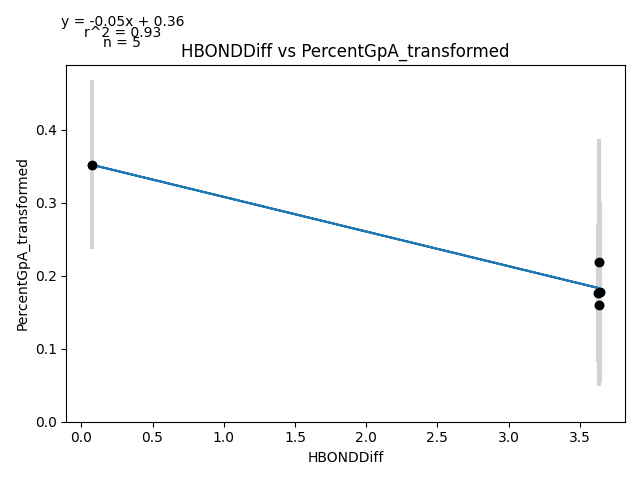 y = -0.05x + 0.36
r^2 = 0.93
n = 5
HBONDDiff vs PercentGpA_transformed
PercentGpA_transformed
0.4
0.3
0.2
0.1
0.0
0.0 0.5 1.0 1.5 2.0 2.5 3.0 3.5
HBONDDiff